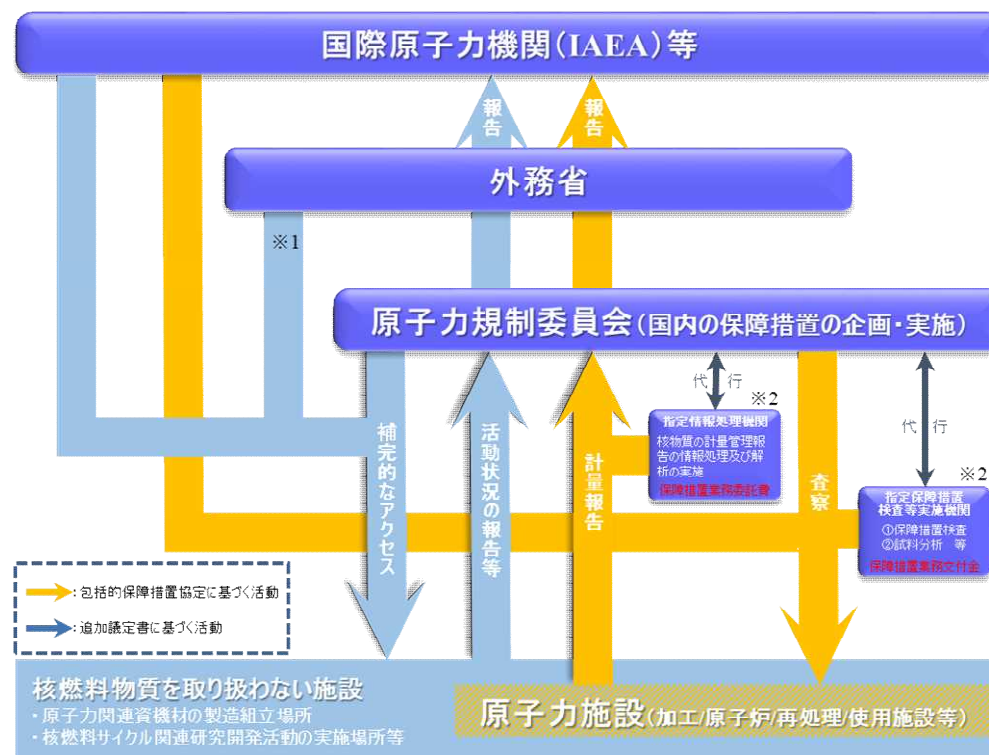 国際原子力機関(IAEA)等
報告
報告
外務省
※1
原子力規制委員会(国内の保障措置の企画・実施)
代行
※2
指定情報処理機関
核物質の計量管理報
告の情報処理及び解
析の実施
保障措置業務委託費
代行
※2
指定保障措置
検査等実施機関
①保障措置検査
②試料分析 等
保障措置業務交付金
補完的なアクセス
活動状況の報告等
計量報告
査察
:包括的保障措置協定に基づく活動
:追加議定書に基づく活動
核燃料物質を取り扱わない施設
・原子力関連資機材の製造組立場所
・核燃料サイクル関連研究開発活動の実施場所等
原子力施設(加工/原子炉/再処理/使用施設等)